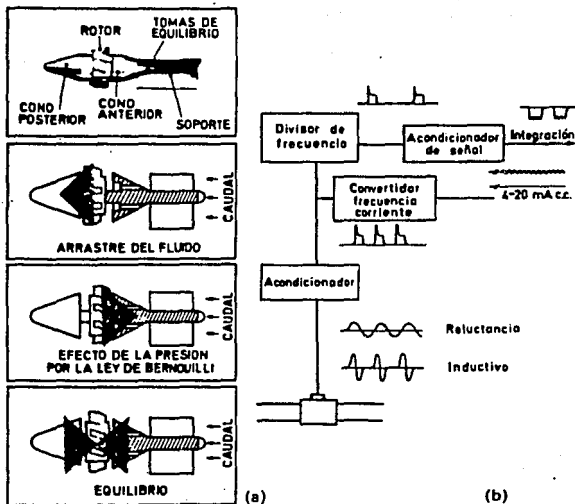 ROTOR
TOMAS DE
EQUILIBRIO
COND
POSTERIOR
COND
ANTERIOR
SOPORTE
CAUDAL
ARRASTRE DEL FLUIDO
CAUDAL
EFECTO DE LA PRESION
POR LA LEY DE BERNOUILLI
CAUDAL
EQUILIBRIO
(a)
Divisor de
frecuencia
Acondicionador
de señal
Integración
Convertidor
frecuencia
corriente
4-20 mA c.c.
Acondicionador
Reluctancia
Inductivo
(b)